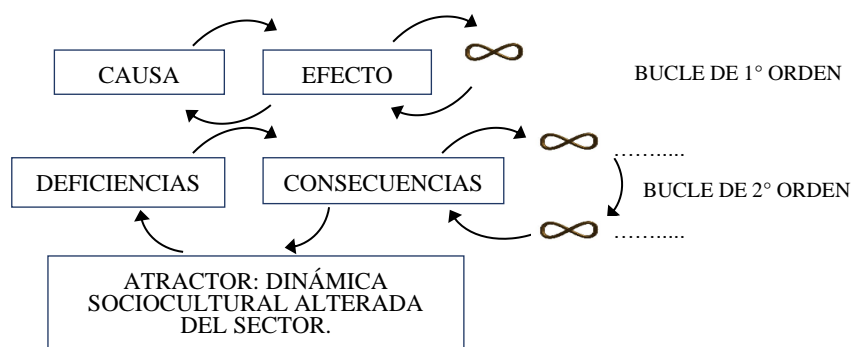 CAUSA
EFECTO
BUCLE DE 1° ORDEN
DEFICIENCIAS
CONSECUENCIAS
………...
BUCLE DE 2° ORDEN
………...
ATRACTOR: DINÁMICA
SOCIOCULTURAL ALTERADA
DEL SECTOR.